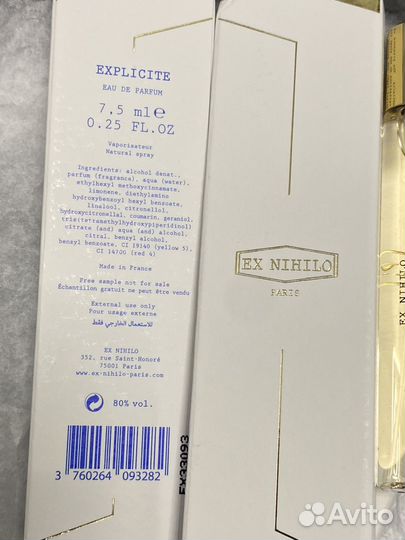 EXPLICITE
EAU DE PARFUM
7,5 ml℮
0.25 FL.OZ
Vaporisateur
Natural spray
Ingredients: alcohol denat.,
parfum (fragrance), aqua (water),
ethylhexyl methoxycinnamate,
limonene, diethylamino
hydroxybenzoyl hexyl benzoate,
linalool, citronellol,
hydroxycitronellal, coumarin, geraniol,
tris(tetramethylhydroxypiperidinol)
citrate (and) aqua (and) alcohol,
citral, benzyl alcohol,
benzyl benzoate, CI 19140 (yellow 5),
CI 14700 (red 4)
Made in France
Free sample not for sale
Échantillon gratuit ne peut être vendu
External use only
Pour usage externe
للاستعمال الخارجي فقط
EX NIHILO
352, rue Saint-Honoré
75001 Paris
www.ex-nihilo-paris.com
80% vol.
3 760264 093282
EX33093
EX NIHILO
PARIS
EX NIHILO
Avito